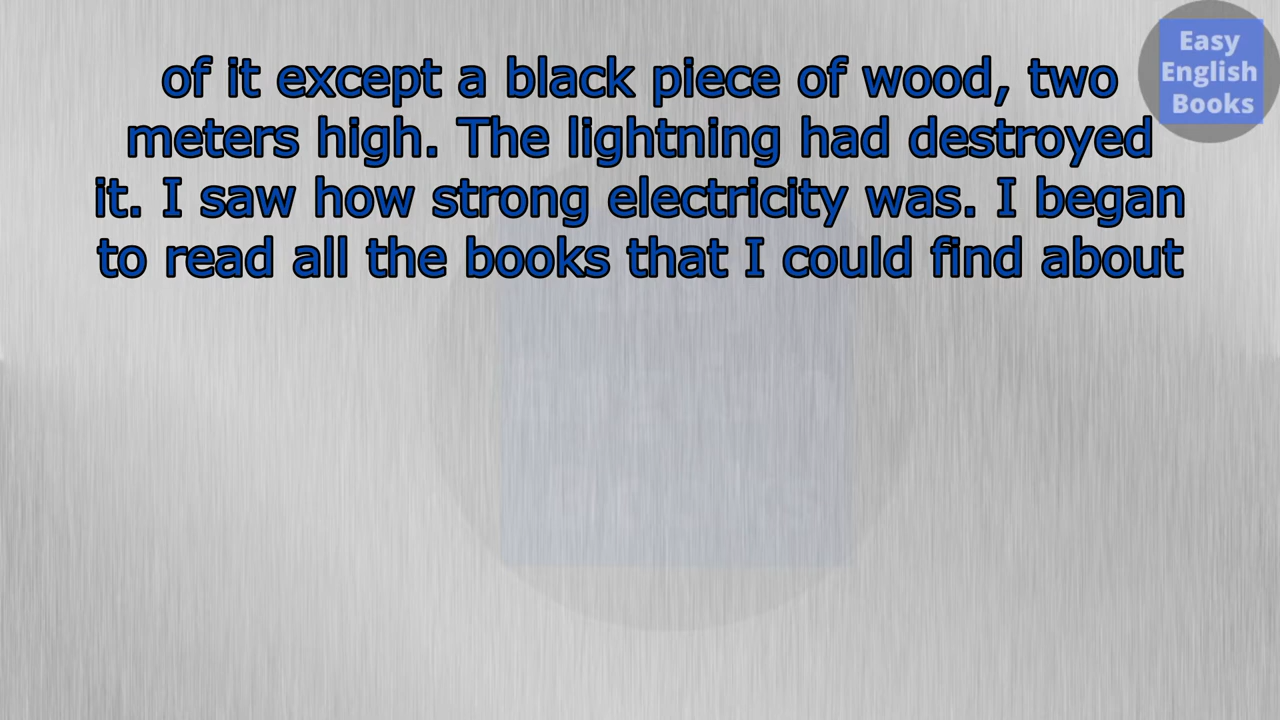 of it except a black piece of wood, two
meters high. The lightning had destroyed
it. I saw how strong electricity was. I began
to read all the books that I could find about
Easy
English
Books